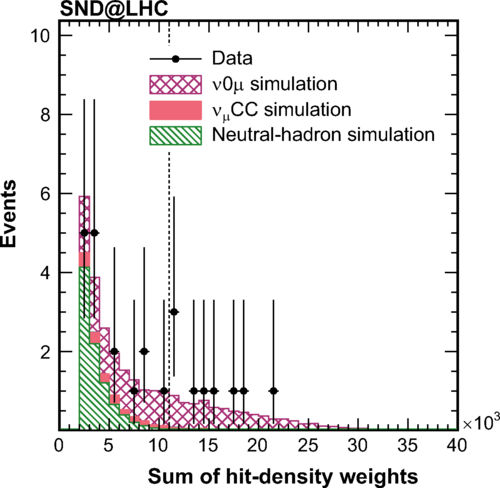 SND@LHC
10
8
6
4
2
Events
Data
ν0μ simulation
νμCC simulation
Neutral-hadron simulation
0 5 10 15 20 25 30 35 40 ×10³
Sum of hit-density weights